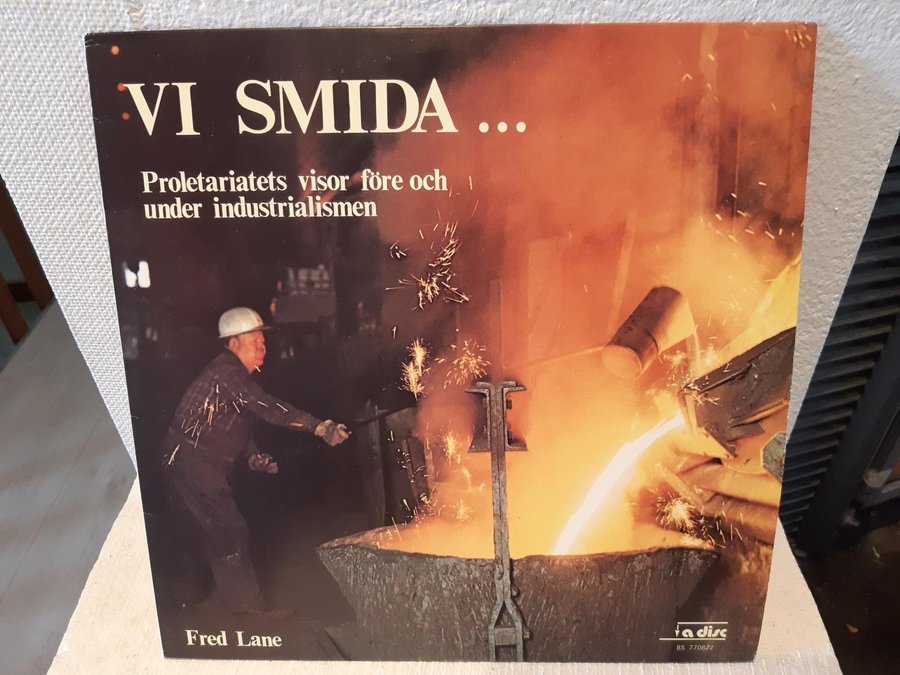 VI SMIDA...
Proletariatets visor före och
under industrialismen
Fred Lane
a disc
BS 770822